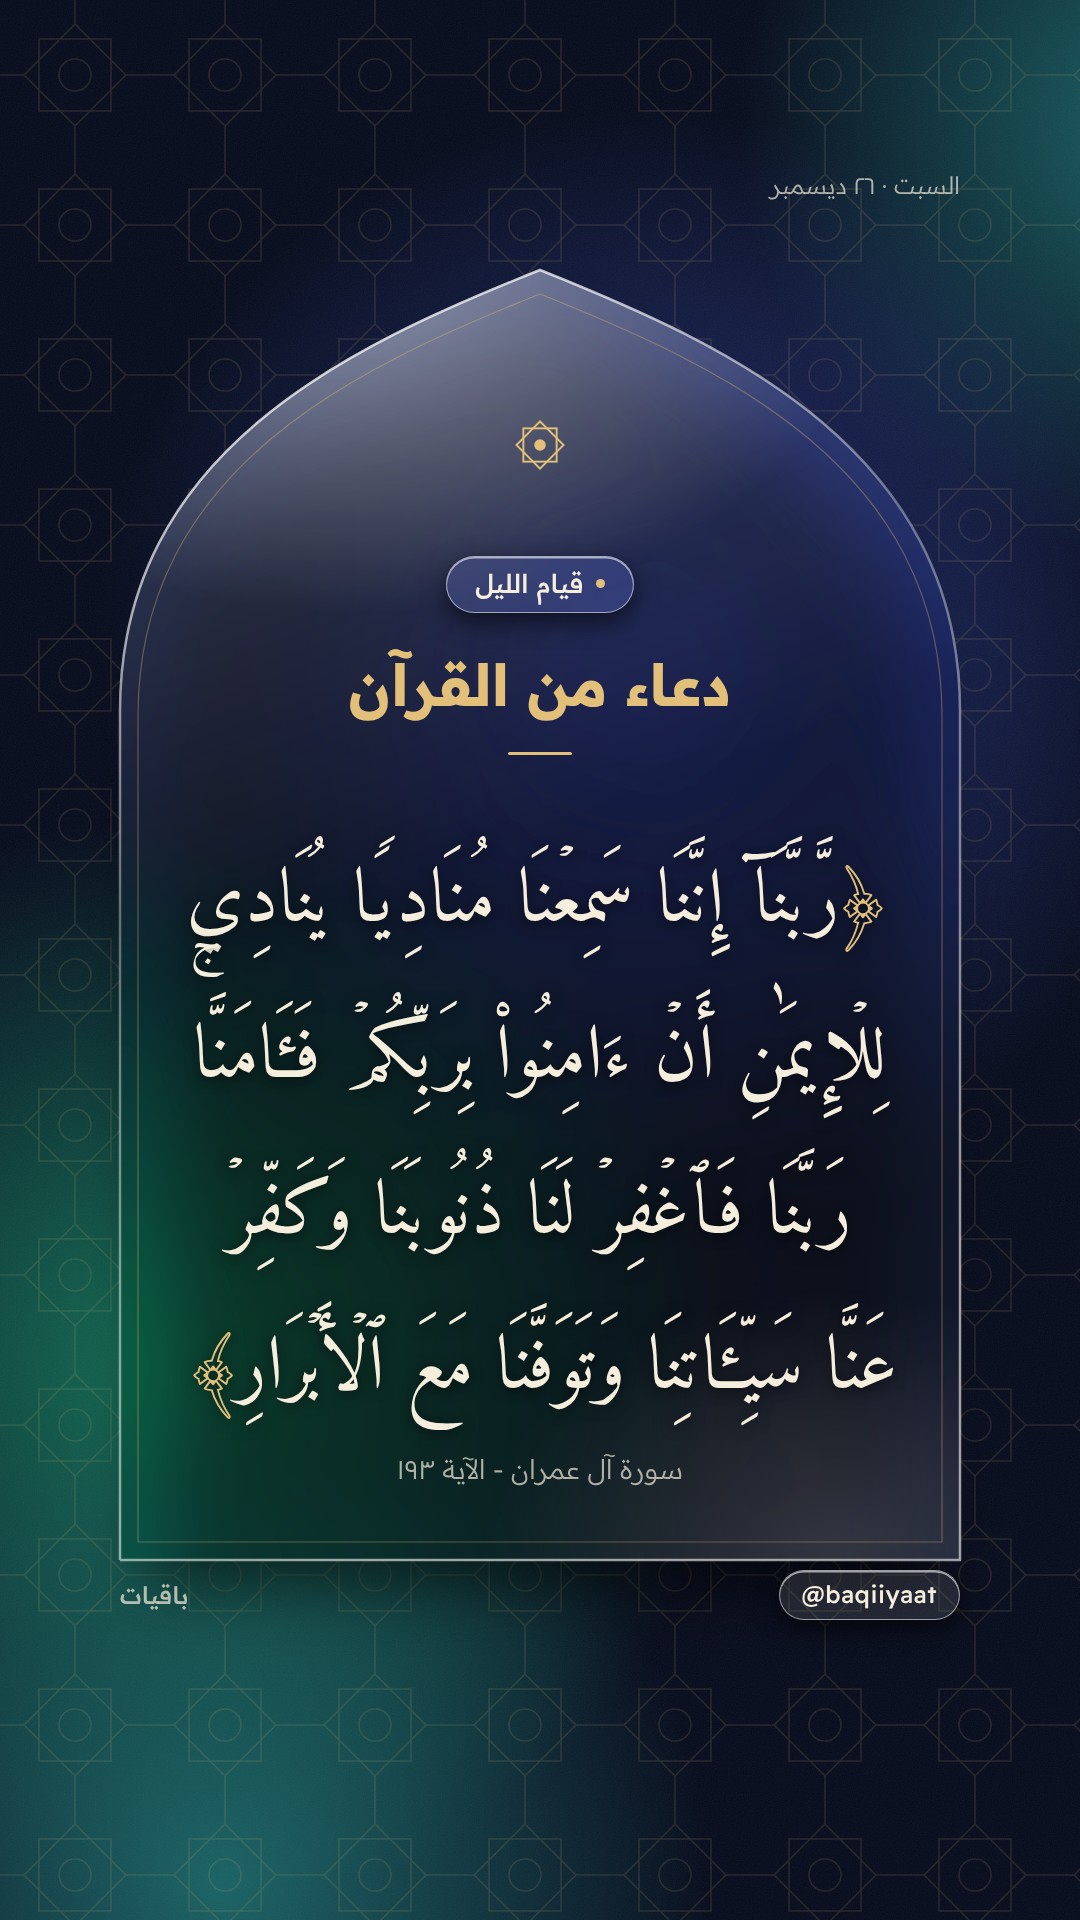 السبت · ٢٦ ديسمبر
قيام الليل
دعاء من القرآن
﴿رَّبَّنَآ إِنَّنَا سَمِعۡنَا مُنَادِيٗا يُنَادِي
لِلۡإِيمَٰنِ أَنۡ ءَامِنُواْ بِرَبِّكُمۡ فَـَٔامَنَّاۚ
رَبَّنَا فَٱغۡفِرۡ لَنَا ذُنُوبَنَا وَكَفِّرۡ
عَنَّا سَيِّـَٔاتِنَا وَتَوَفَّنَا مَعَ ٱلۡأَبۡرَارِ﴾
سورة آل عمران - الآية ١٩٣
@baqiiyaat
باقيات